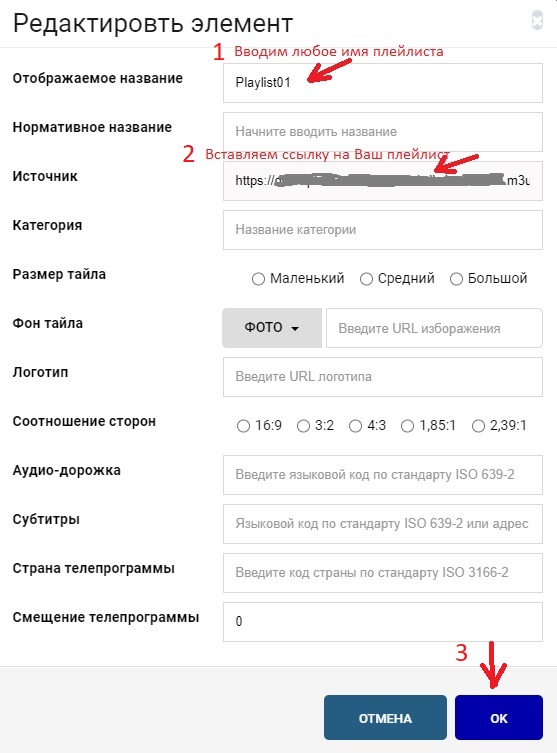 Редактировть элемент
1 Вводим любое имя плейлиста
Отображаемое название
Playlist01
Нормативное название
Начните вводить название
2 Вставляем ссылку на Ваш плейлист
Источник
https:// .m3u
Категория
Название категории
Размер тайла
Маленький Средний Большой
Фон тайла
ФОТО Введите URL изборажения
Логотип
Введите URL логотипа
Соотношение сторон
16:9 3:2 4:3 1,85:1 2,39:1
Аудио-дорожка
Введите языковой код по стандарту ISO 639-2
Субтитры
Языковой код по стандарту ISO 639-2 или адрес
Страна телепрограммы
Введите код страны по стандарту ISO 3166-2
Смещение телепрограммы
0
3
ОТМЕНА ОК